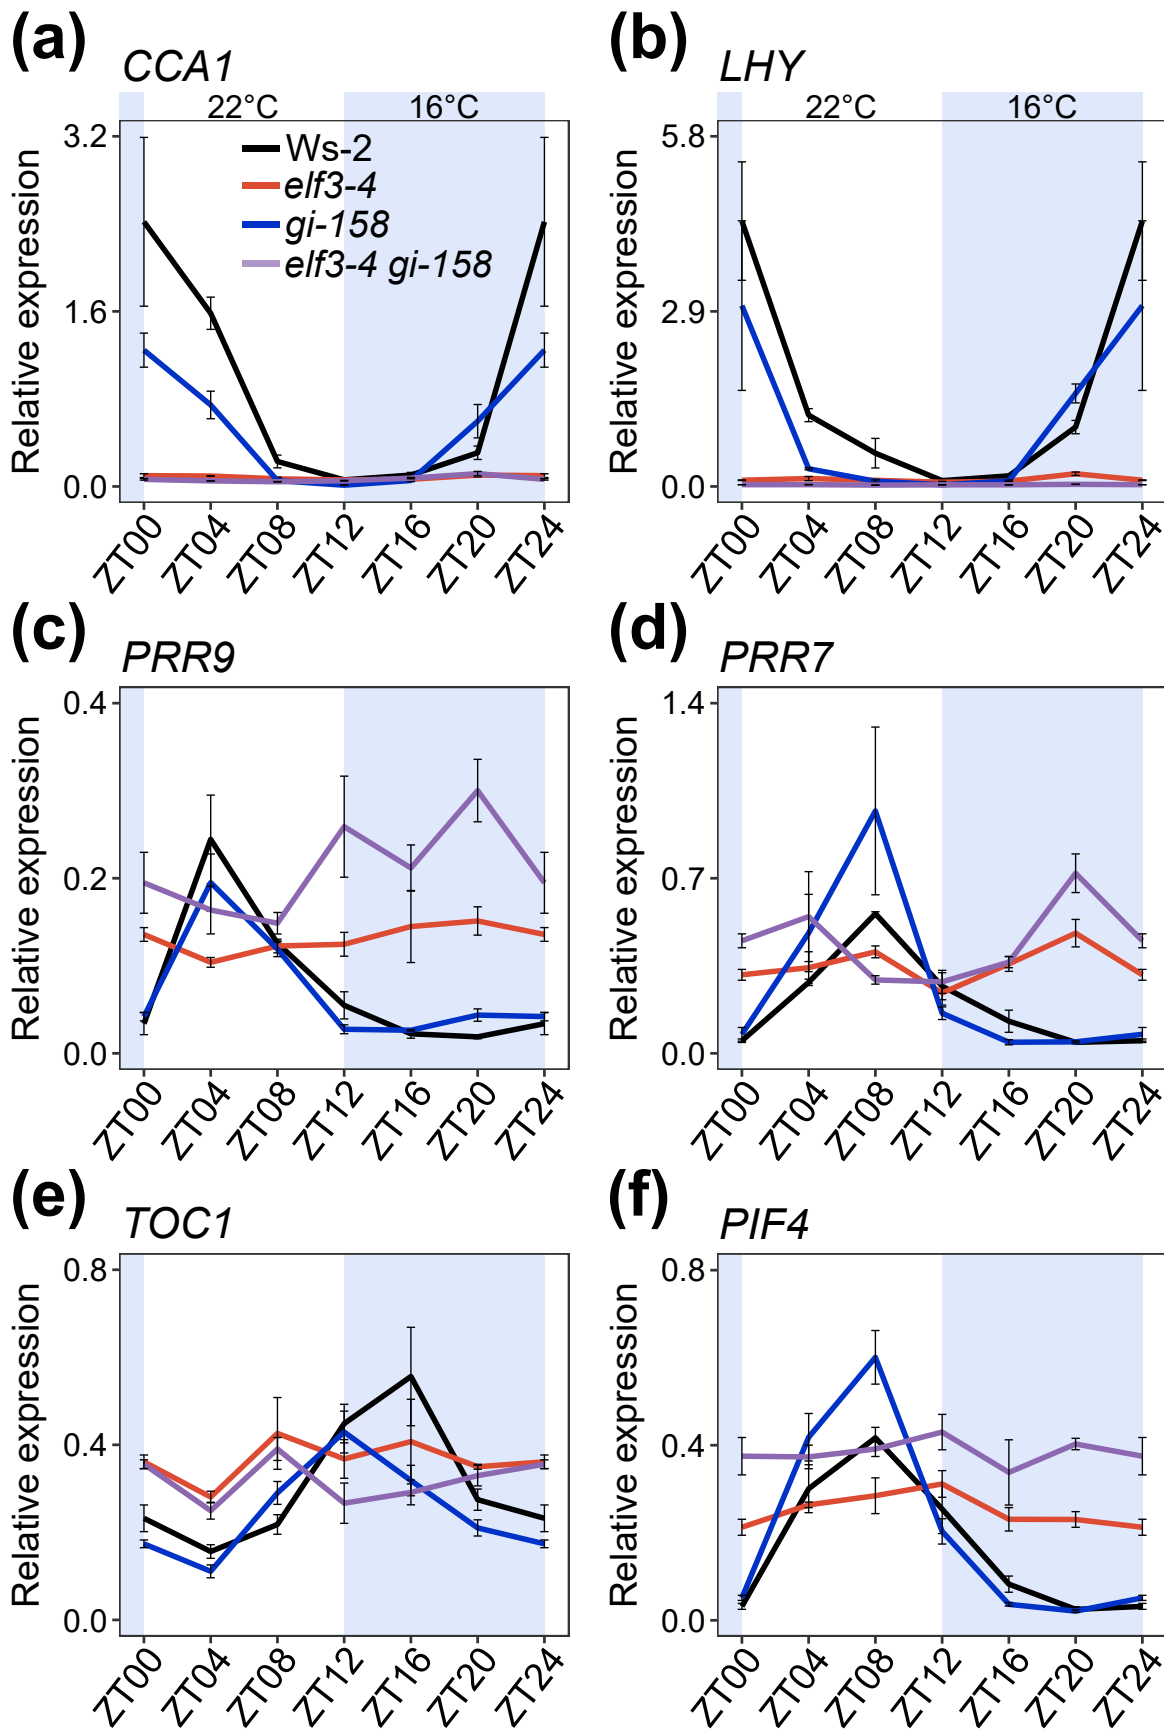 (a) CCA1
22°C 16°C
3.2
1.6
0.0
Relative expression
Ws-2
elf3-4
gi-158
elf3-4 gi-158
ZT00 ZT04 ZT08 ZT12 ZT16 ZT20 ZT24
(b) LHY
22°C 16°C
5.8
2.9
0.0
Relative expression
ZT00 ZT04 ZT08 ZT12 ZT16 ZT20 ZT24
(c) PRR9
0.4
0.2
0.0
Relative expression
ZT00 ZT04 ZT08 ZT12 ZT16 ZT20 ZT24
(d) PRR7
1.4
0.7
0.0
Relative expression
ZT00 ZT04 ZT08 ZT12 ZT16 ZT20 ZT24
(e) TOC1
0.8
0.4
0.0
Relative expression
ZT00 ZT04 ZT08 ZT12 ZT16 ZT20 ZT24
(f) PIF4
0.8
0.4
0.0
Relative expression
ZT00 ZT04 ZT08 ZT12 ZT16 ZT20 ZT24